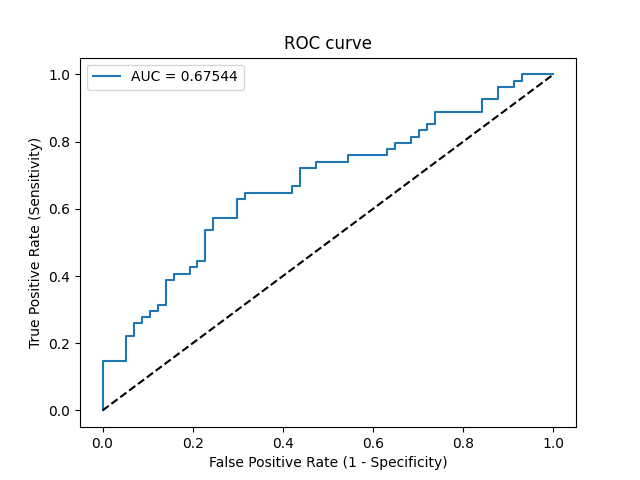 ROC curve
AUC = 0.67544
True Positive Rate (Sensitivity)
1.0
0.8
0.6
0.4
0.2
0.0
0.0 0.2 0.4 0.6 0.8 1.0
False Positive Rate (1 - Specificity)